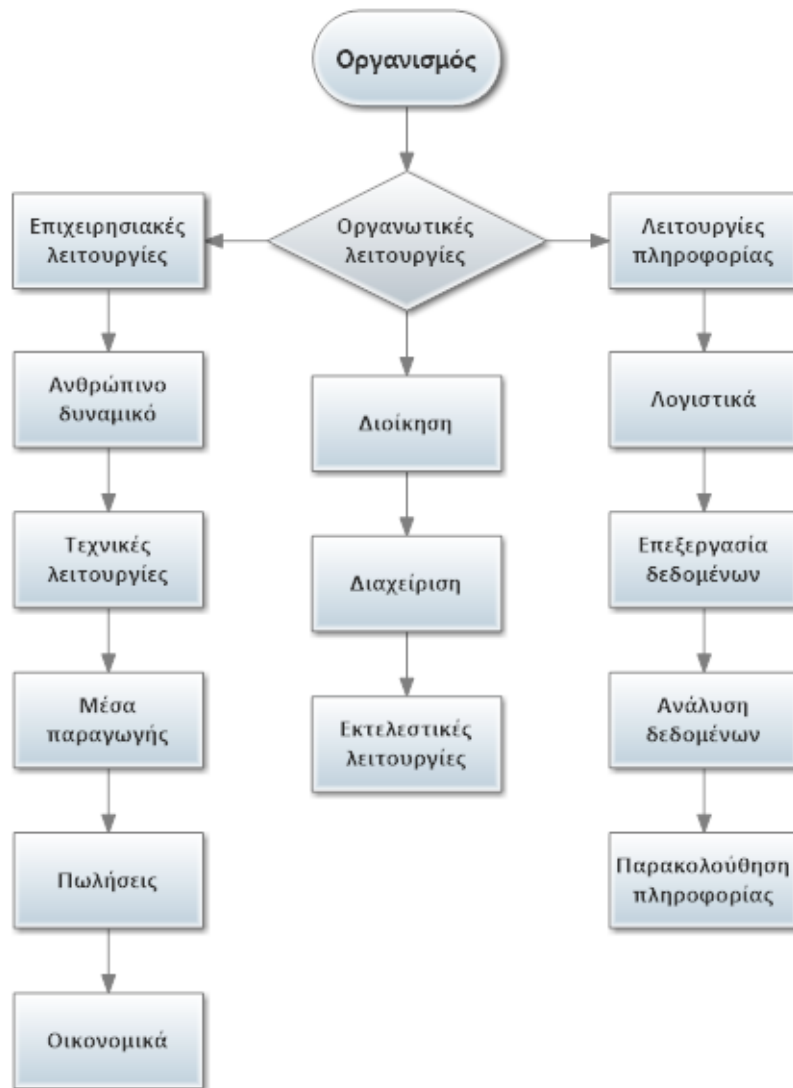 Οργανισμός
Επιχειρησιακές
λειτουργίες
Οργανωτικές
λειτουργίες
Λειτουργίες
πληροφορίας
Ανθρώπινο
δυναμικό
Διοίκηση
Λογιστικά
Τεχνικές
λειτουργίες
Διαχείριση
Επεξεργασία
δεδομένων
Μέσα
παραγωγής
Εκτελεστικές
λειτουργίες
Ανάλυση
δεδομένων
Πωλήσεις
Παρακολούθηση
πληροφορίας
Οικονομικά